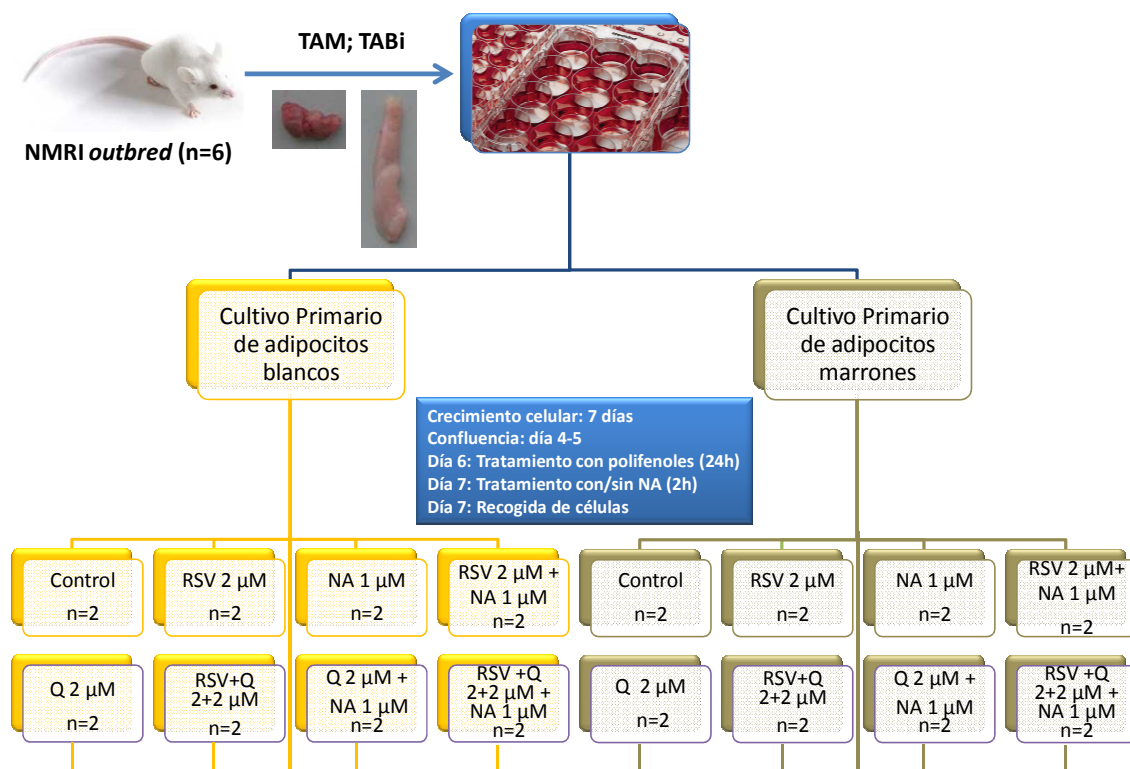 TAM; TABi
NMRI outbred (n=6)
Cultivo Primario
de adipocitos
blancos
Cultivo Primario
de adipocitos
marrones
Crecimiento celular: 7 días
Confluencia: día 4-5
Día 6: Tratamiento con polifenoles (24h)
Día 7: Tratamiento con/sin NA (2h)
Día 7: Recogida de células
Control
n=2
RSV 2 µM
n=2
NA 1 µM
n=2
RSV 2 µM +
NA 1 µM
n=2
Control
n=2
RSV 2 µM
n=2
NA 1 µM
n=2
RSV 2 µM+
NA 1 µM
n=2
Q 2 µM
n=2
RSV+Q
2+2 µM
n=2
Q 2 µM +
NA 1 µM
n=2
RSV +Q
2+2 µM +
NA 1 µM
n=2
Q 2 µM
n=2
RSV+Q
2+2 µM
n=2
Q 2 µM +
NA 1 µM
n=2
RSV +Q
2+2 µM +
NA 1 µM
n=2